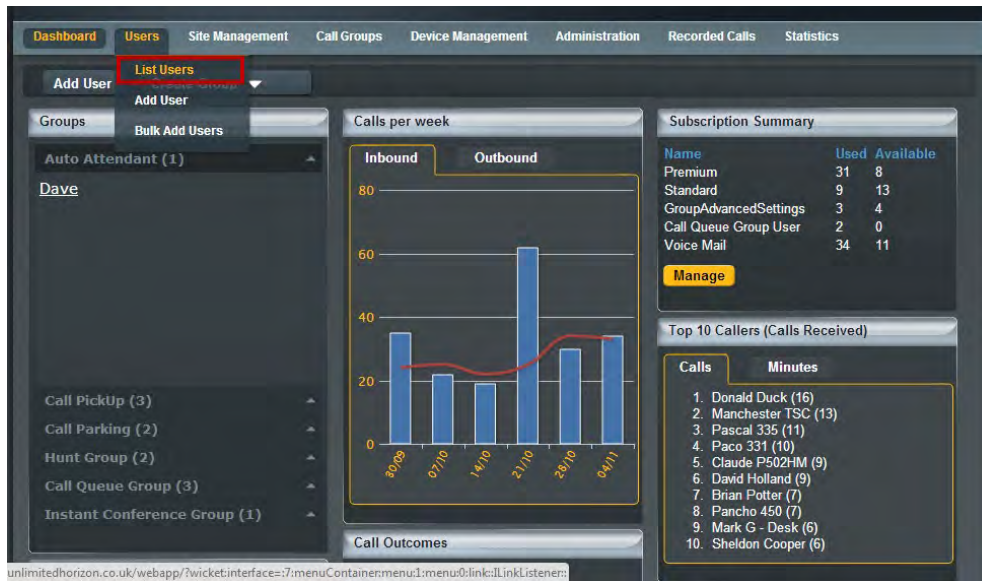 Dashboard Users Site Management Call Groups Device Management Administration Recorded Calls Statistics
List Users
Add User
Bulk Add Users
Add User Create Group
Groups
Auto Attendant (1)
Dave
Call PickUp (3)
Call Parking (2)
Hunt Group (2)
Call Queue Group (3)
Instant Conference Group (1)
Calls per week
Inbound Outbound
80
60
40
20
0
30/09 07/10 14/10 21/10 28/10 04/11
Call Outcomes
Subscription Summary
Name Used Available
Premium 31 8
Standard 9 13
GroupAdvancedSettings 3 4
Call Queue Group User 2 0
Voice Mail 34 11
Manage
Top 10 Callers (Calls Received)
Calls Minutes
1. Donald Duck (16)
2. Manchester TSC (13)
3. Pascal 335 (11)
4. Paco 331 (10)
5. Claude P502HM (9)
6. David Holland (9)
7. Brian Potter (7)
8. Pancho 450 (7)
9. Mark G - Desk (6)
10. Sheldon Cooper (6)
unlimitedhorizon.co.uk/webapp/?wicket:interface=:7:menuContainer:menu:1:menu:0:link::ILinkListener::